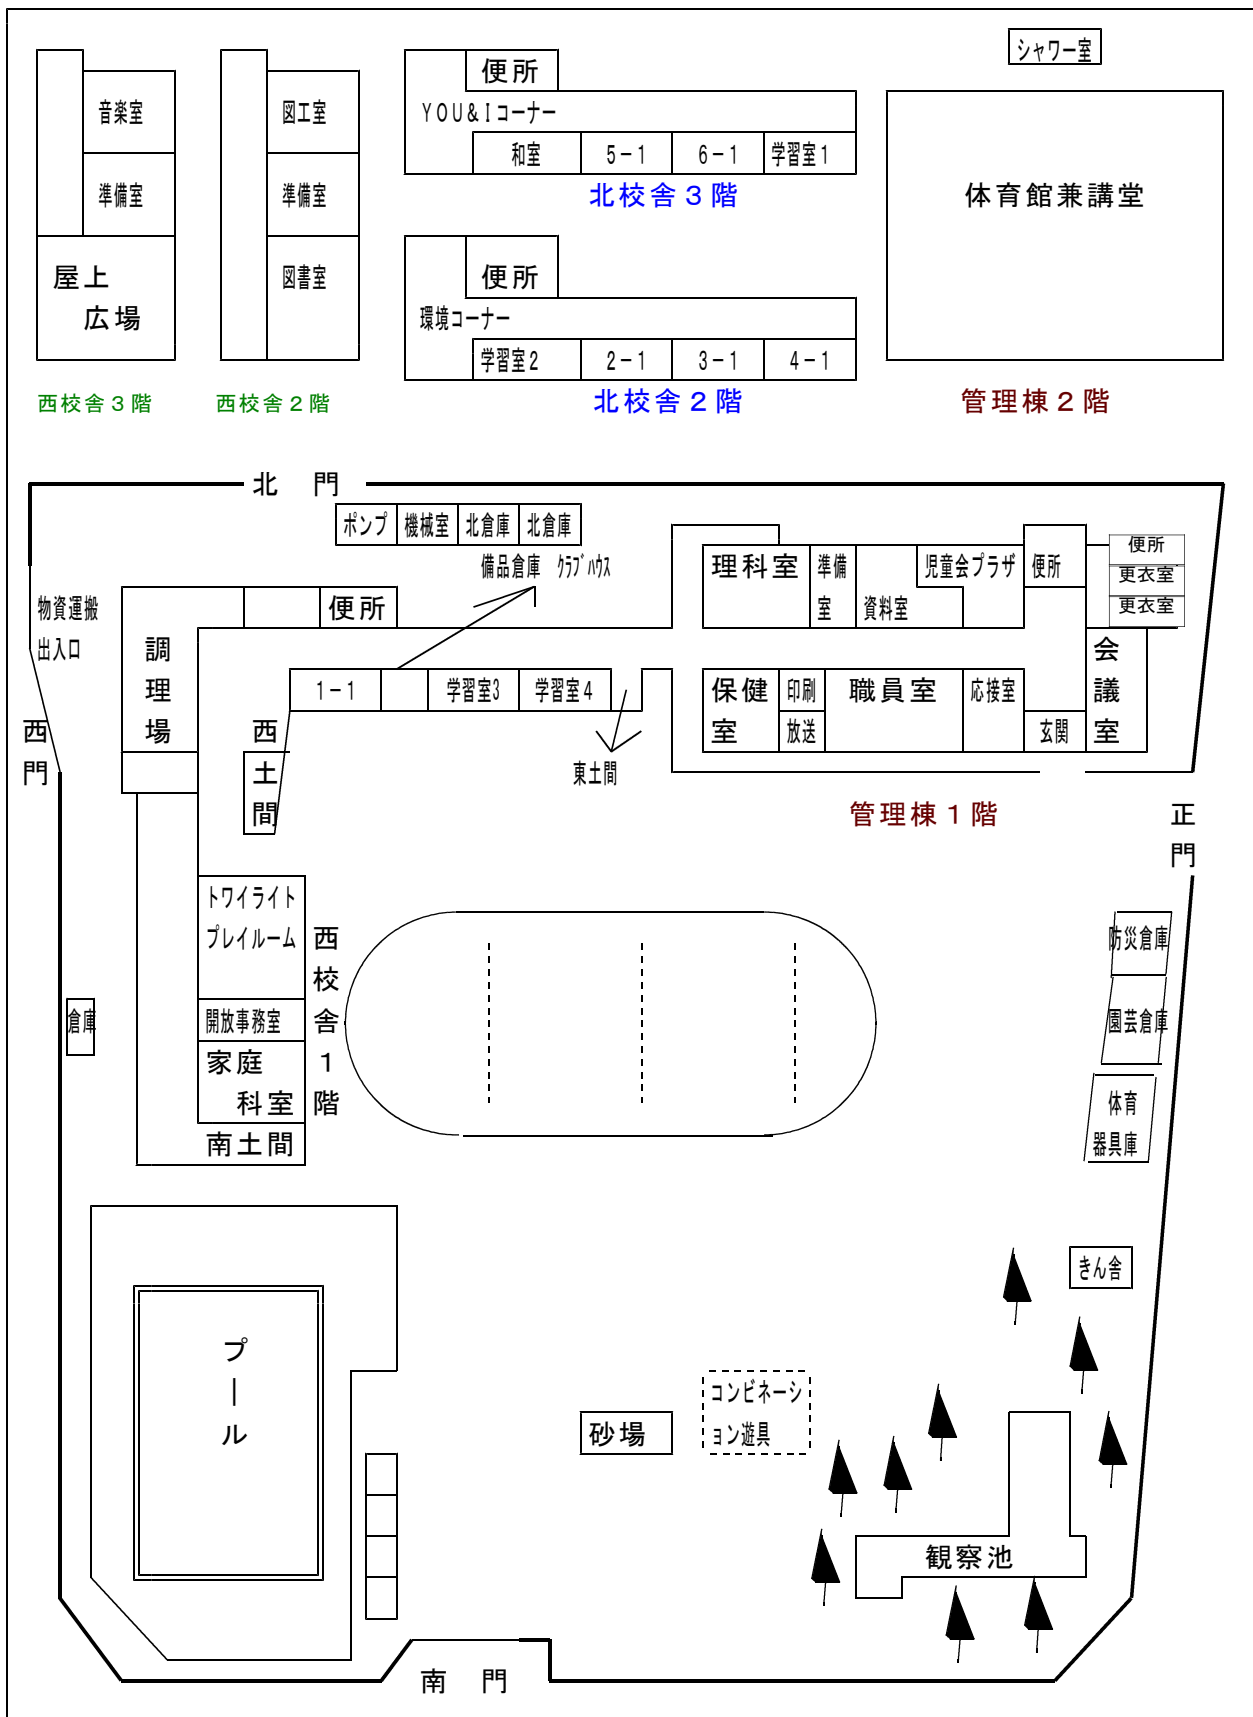 シャワー室
便所
音楽室
図工室
ＹＯＵ＆Ｉコーナー
和室
５－１
６－１
学習室１
準備室
準備室
北校舎３階
体育館兼講堂
屋上
広場
図書室
便所
環境コーナー
学習室２
２－１
３－１
４－１
西校舎３階
西校舎２階
北校舎２階
管理棟２階
北　門
ポンプ
機械室
北倉庫
北倉庫
備品倉庫
クラブハウス
理科室
準備
室
資料室
児童会プラザ
便所
便所
更衣室
更衣室
物資運搬
出入口
便所
調
理
場
会
議
室
１－１
学習室3
学習室４
保健
室
印刷
放送
職員室
応接室
玄関
西
門
西
土
間
東土間
管理棟１階
正
門
トワイライト
プレイルーム
西
校
舎
１
階
防災倉庫
倉庫
開放事務室
園芸倉庫
家庭
科室
体育
器具庫
南土間
きん舎
プ
ー
ル
コンビネーシ
ョン遊具
砂場
観察池
南　門